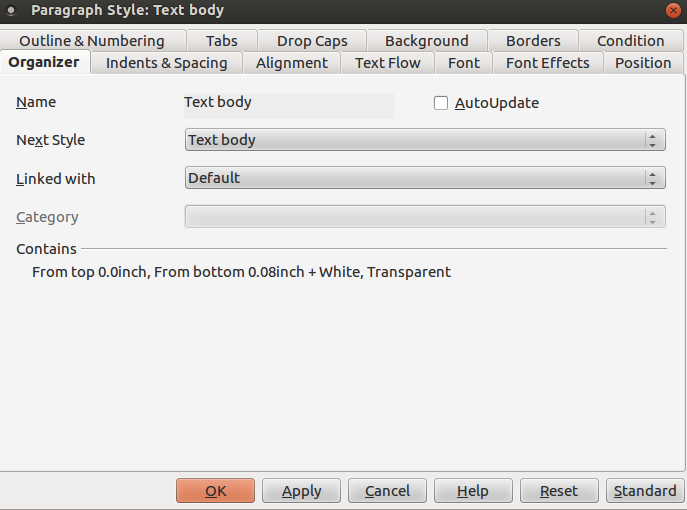 Paragraph Style: Text body
Outline & Numbering Tabs Drop Caps Background Borders Condition
Organizer Indents & Spacing Alignment Text Flow Font Font Effects Position
Name Text body AutoUpdate
Next Style Text body
Linked with Default
Category
Contains
From top 0.0inch, From bottom 0.08inch + White, Transparent
OK Apply Cancel Help Reset Standard